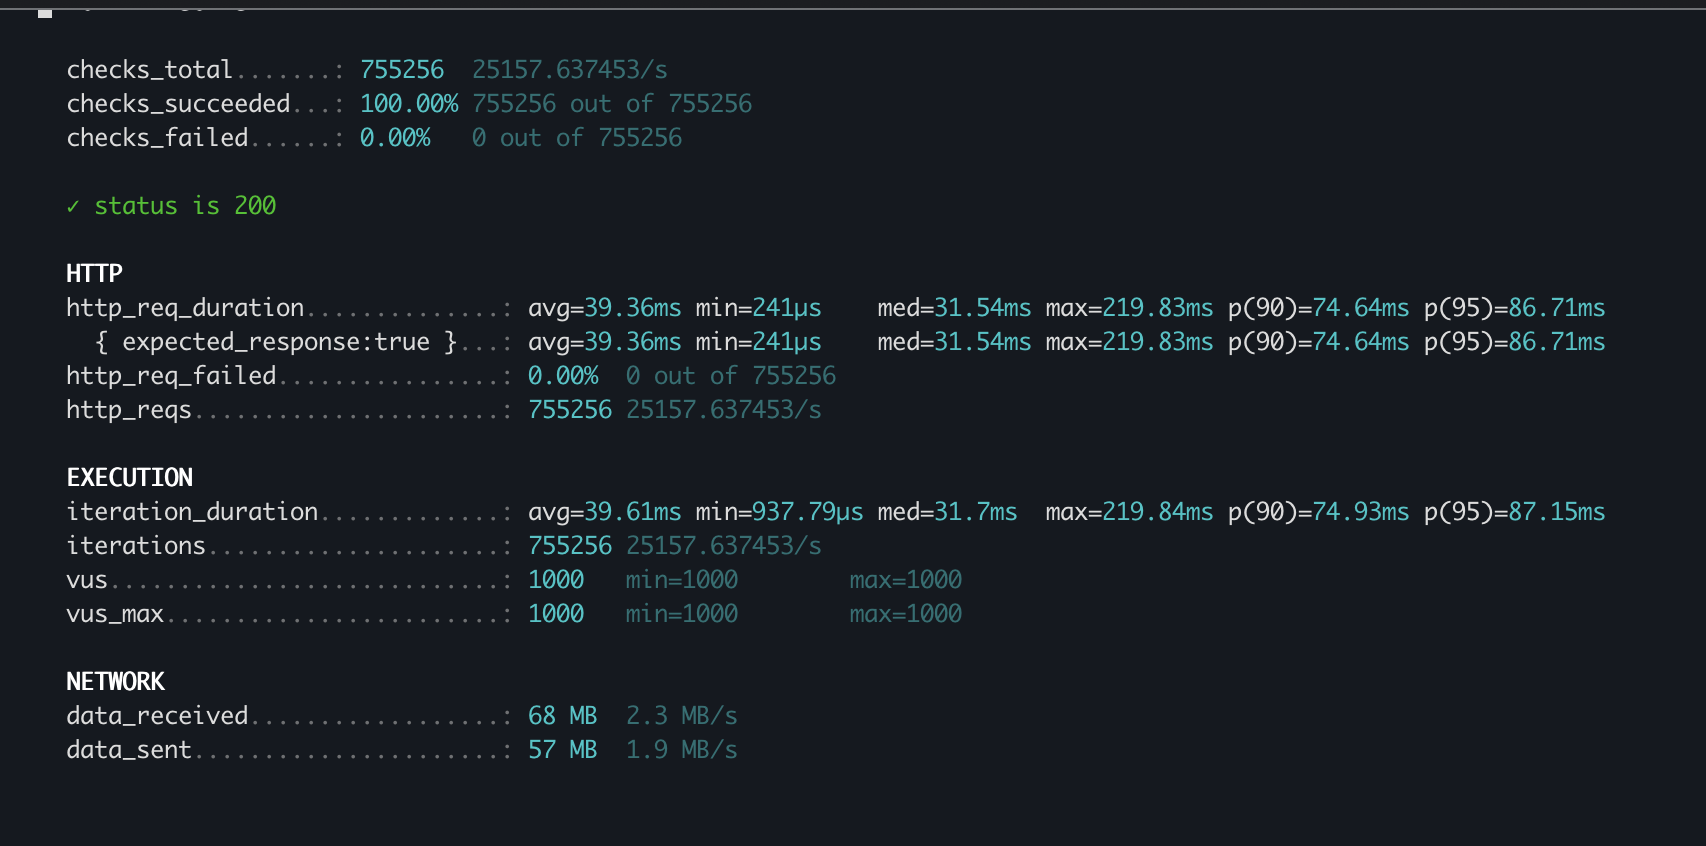 checks_total.......: 755256  25157.637453/s
checks_succeeded...: 100.00% 755256 out of 755256
checks_failed......: 0.00%   0 out of 755256
✓ status is 200
HTTP
http_req_duration..............: avg=39.36ms min=241µs    med=31.54ms max=219.83ms p(90)=74.64ms p(95)=86.71ms
  { expected_response:true }...: avg=39.36ms min=241µs    med=31.54ms max=219.83ms p(90)=74.64ms p(95)=86.71ms
http_req_failed................: 0.00%  0 out of 755256
http_reqs......................: 755256 25157.637453/s
EXECUTION
iteration_duration.............: avg=39.61ms min=937.79µs med=31.7ms  max=219.84ms p(90)=74.93ms p(95)=87.15ms
iterations.....................: 755256 25157.637453/s
vus............................: 1000   min=1000        max=1000
vus_max........................: 1000   min=1000        max=1000
NETWORK
data_received..................: 68 MB  2.3 MB/s
data_sent......................: 57 MB  1.9 MB/s